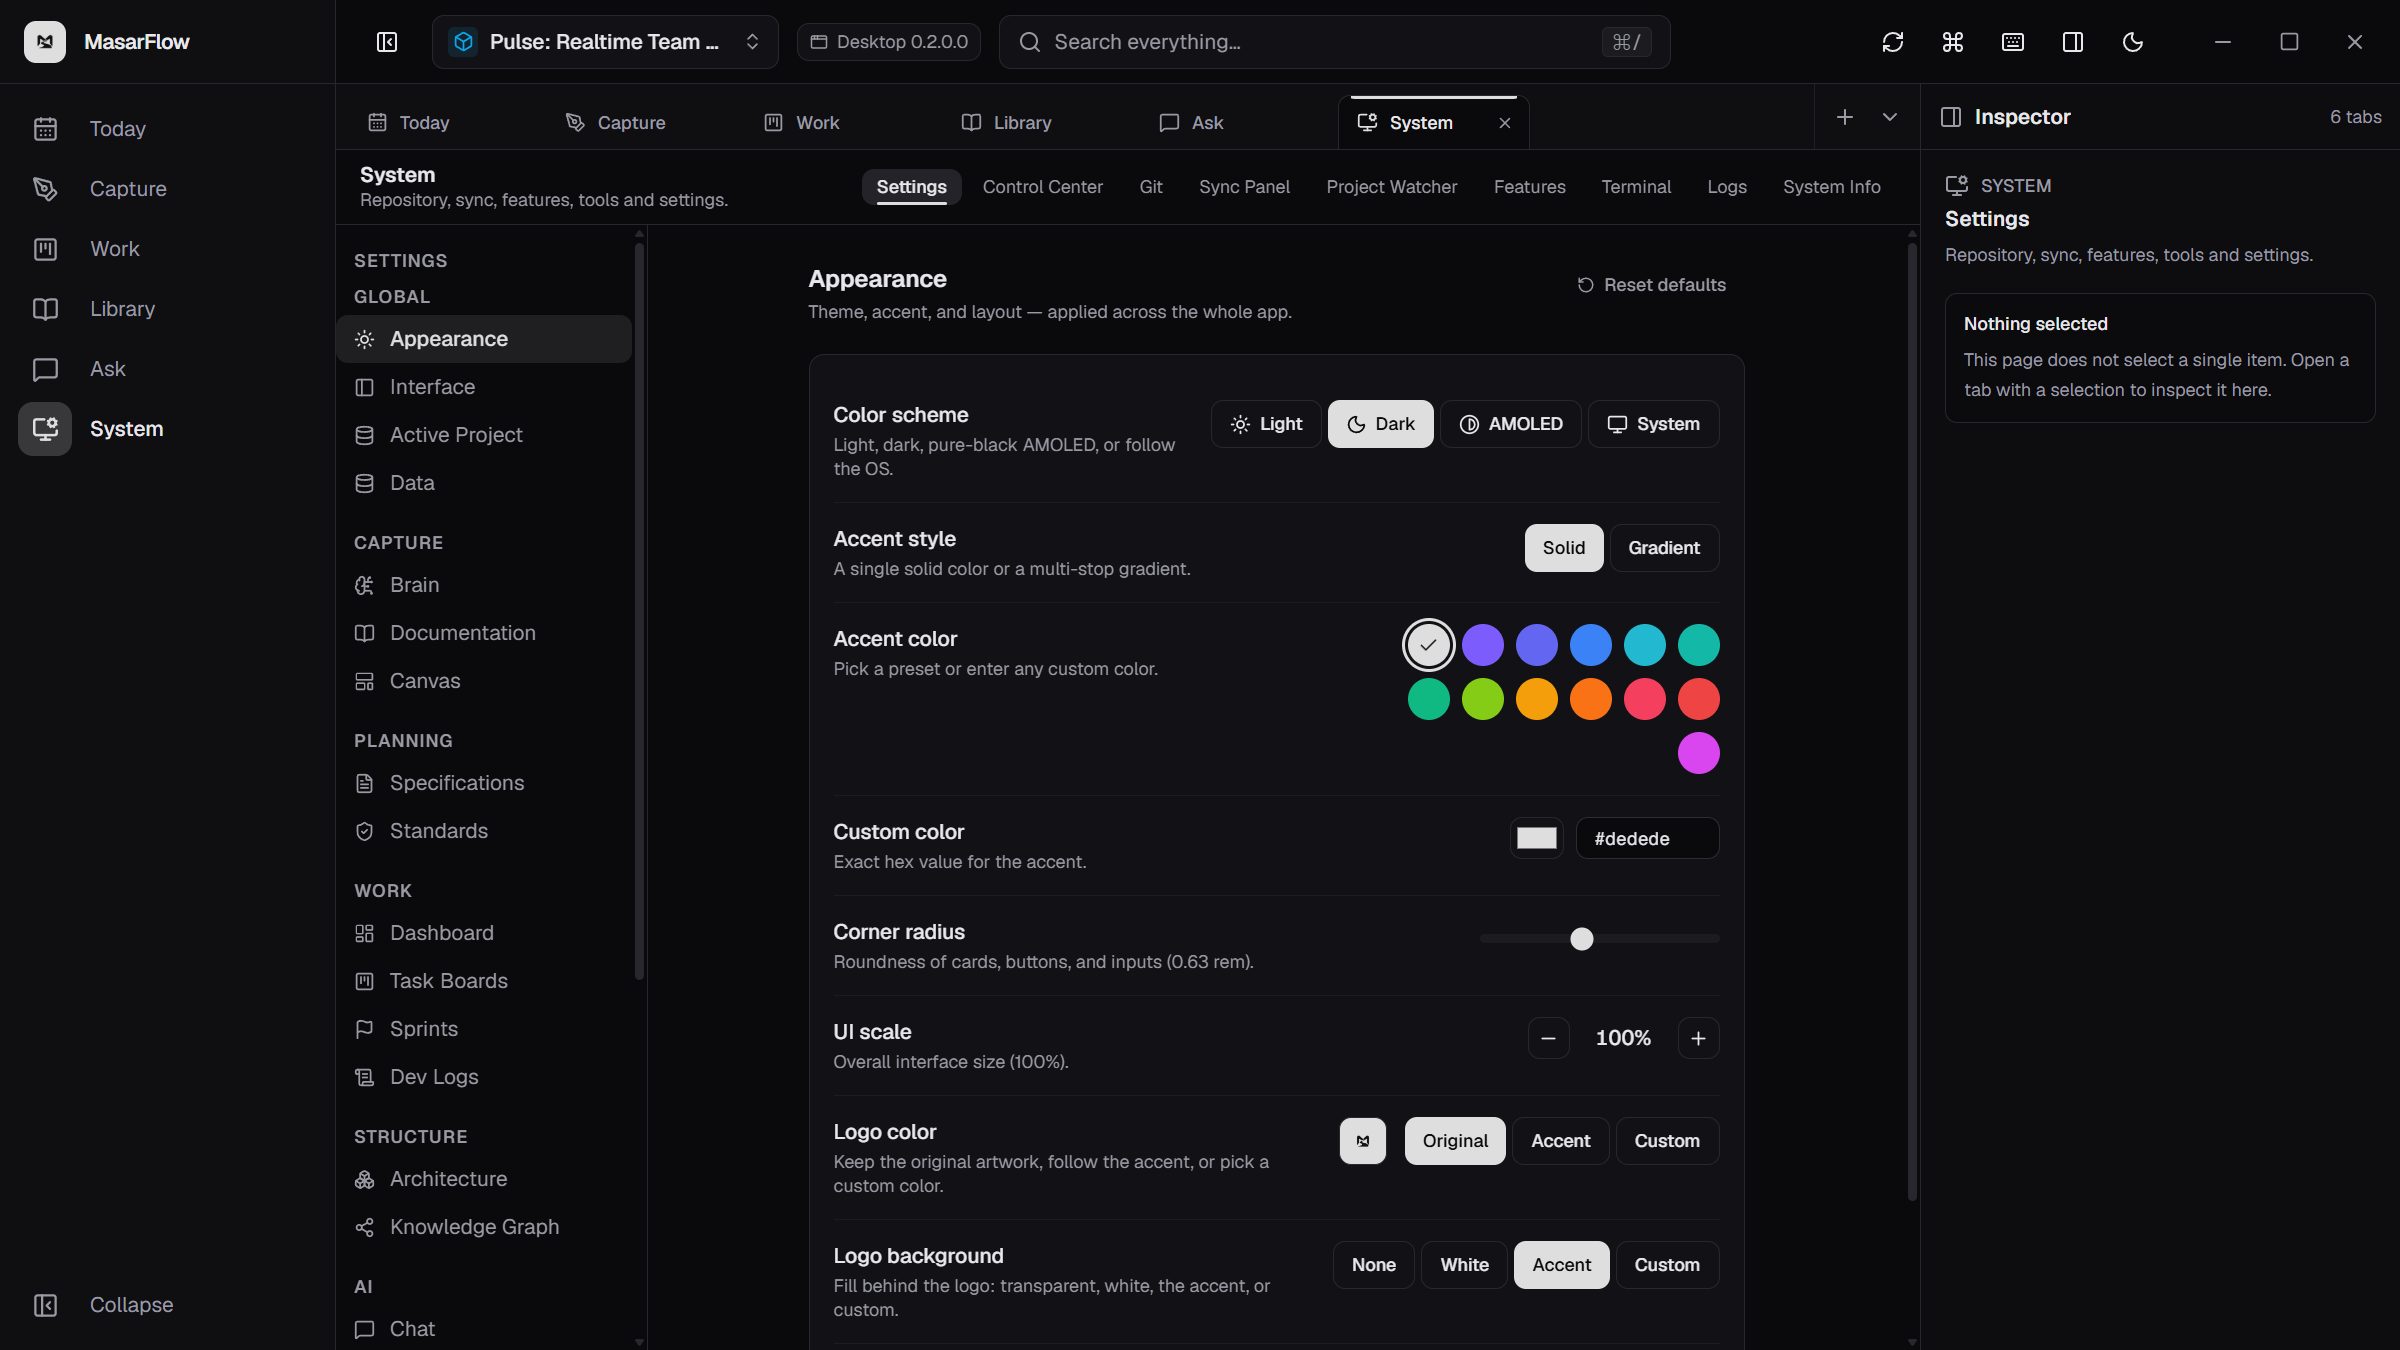 MasarFlow
Pulse: Realtime Team ...
Desktop 0.2.0.0
Search everything...
⌘/
Today
Capture
Work
Library
Ask
System
Collapse
Today
Capture
Work
Library
Ask
System
System
Repository, sync, features, tools and settings.
Settings
Control Center
Git
Sync Panel
Project Watcher
Features
Terminal
Logs
System Info
SETTINGS
GLOBAL
Appearance
Interface
Active Project
Data
CAPTURE
Brain
Documentation
Canvas
PLANNING
Specifications
Standards
WORK
Dashboard
Task Boards
Sprints
Dev Logs
STRUCTURE
Architecture
Knowledge Graph
AI
Chat
Appearance
Theme, accent, and layout — applied across the whole app.
Reset defaults
Color scheme
Light, dark, pure-black AMOLED, or follow
the OS.
Light
Dark
AMOLED
System
Accent style
A single solid color or a multi-stop gradient.
Solid
Gradient
Accent color
Pick a preset or enter any custom color.
Custom color
Exact hex value for the accent.
#dedede
Corner radius
Roundness of cards, buttons, and inputs (0.63 rem).
UI scale
Overall interface size (100%).
100%
Logo color
Keep the original artwork, follow the accent, or pick a
custom color.
Original
Accent
Custom
Logo background
Fill behind the logo: transparent, white, the accent, or
custom.
None
White
Accent
Custom
Inspector
6 tabs
SYSTEM
Settings
Repository, sync, features, tools and settings.
Nothing selected
This page does not select a single item. Open a
tab with a selection to inspect it here.